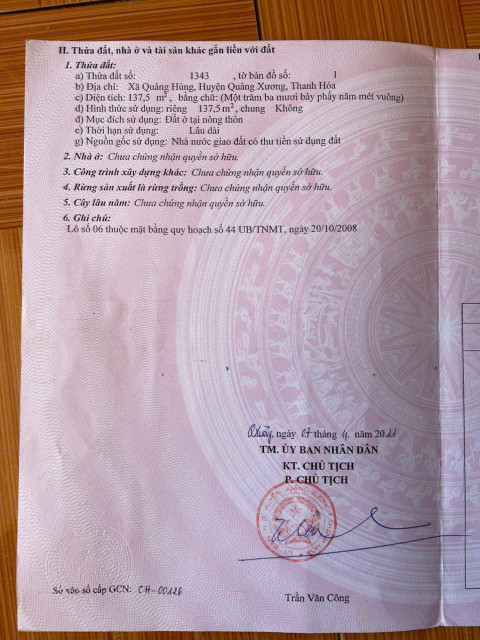 II. Thửa đất, nhà ở và tài sản khác gắn liền với đất
1. Thửa đất:
a) Thửa đất số: 1343 , tờ bản đồ số: 1
b) Địa chỉ: Xã Quảng Hùng, Huyện Quảng Xương, Thanh Hóa
c) Diện tích: 137,5 m², bằng chữ: (Một trăm ba mươi bảy phẩy năm mét vuông)
d) Hình thức sử dụng: riêng 137,5 m², chung Không
đ) Mục đích sử dụng: Đất ở tại nông thôn
e) Thời hạn sử dụng: Lâu dài
g) Nguồn gốc sử dụng: Nhà nước giao đất có thu tiền sử dụng đất
2. Nhà ở: Chưa chứng nhận quyền sở hữu.
3. Công trình xây dựng khác: Chưa chứng nhận quyền sở hữu.
4. Rừng sản xuất là rừng trồng: Chưa chứng nhận quyền sở hữu.
5. Cây lâu năm: Chưa chứng nhận quyền sở hữu.
6. Ghi chú:
Lô số 06 thuộc mặt bằng quy hoạch số 44 UB/TNMT, ngày 20/10/2008
ngày 07 tháng 4 năm 2011
TM. ỦY BAN NHÂN DÂN
KT. CHỦ TỊCH
P. CHỦ TỊCH
Số vào sổ cấp GCN: CH-00126
Trần Văn Công